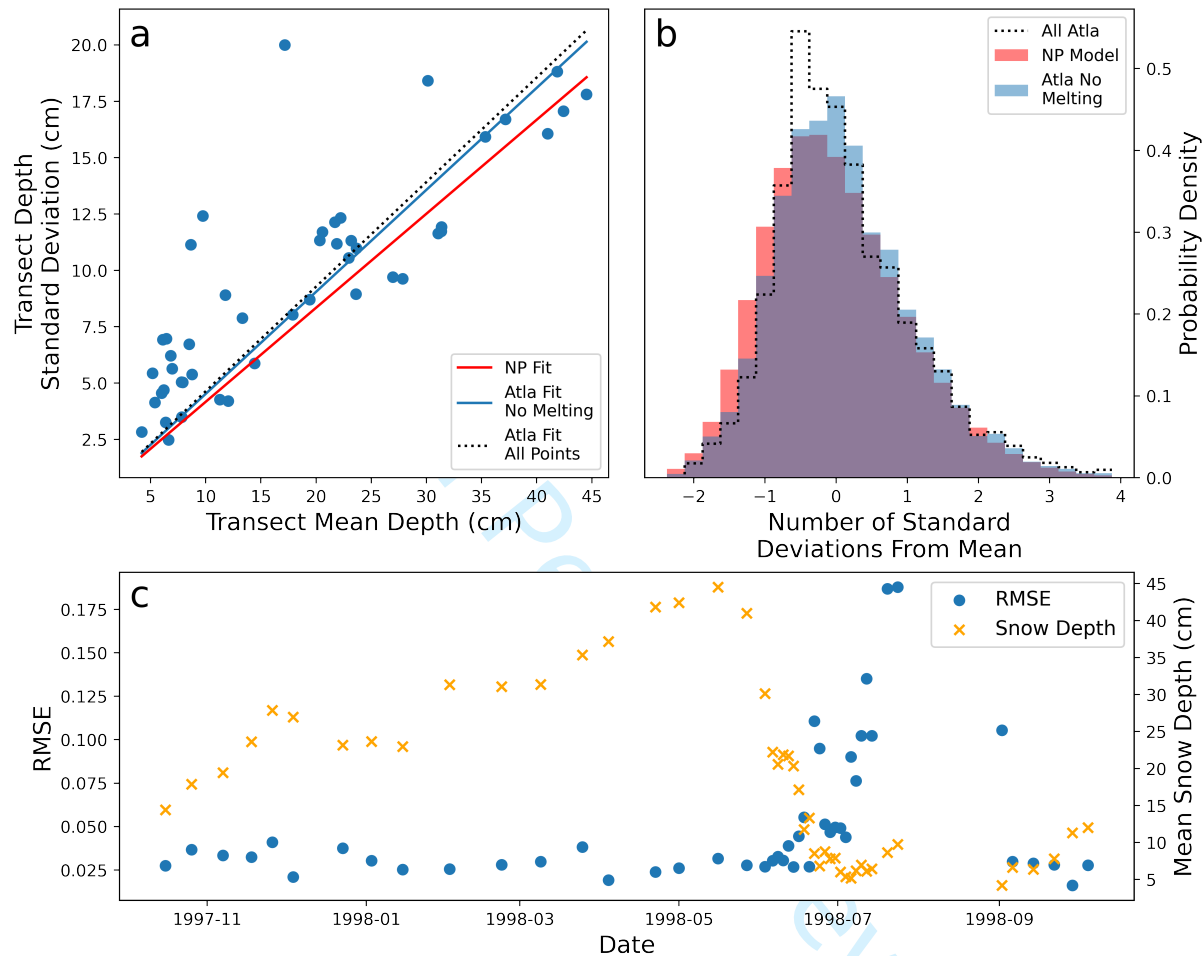 a
20.0
17.5
15.0
12.5
10.0
7.5
5.0
2.5
Transect Depth
Standard Deviation (cm)
5 10 15 20 25 30 35 40 45
Transect Mean Depth (cm)
NP Fit
Atla Fit
No Melting
Atla Fit
All Points
b
All Atla
NP Model
Atla No
Melting
0.5
0.4
0.3
0.2
0.1
0.0
Probability Density
−2 −1 0 1 2 3 4
Number of Standard
Deviations From Mean
c
RMSE
Snow Depth
0.175
0.150
0.125
0.100
0.075
0.050
0.025
RMSE
45
40
35
30
25
20
15
10
5
Mean Snow Depth (cm)
1997-11 1998-01 1998-03 1998-05 1998-07 1998-09
Date